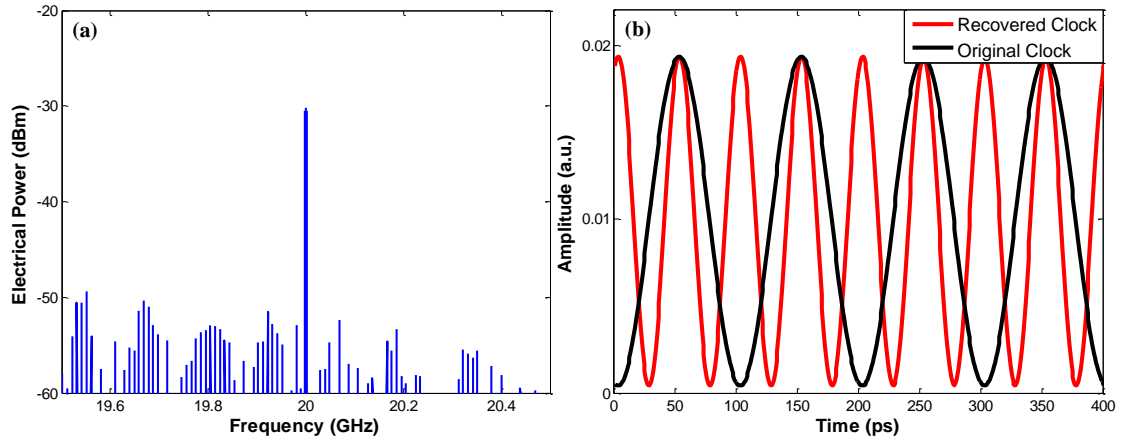 (a)
-20
-30
-40
-50
-60
Electrical Power (dBm)
19.6
19.8
20
20.2
20.4
Frequency (GHz)
(b)
Recovered Clock
Original Clock
0.02
0.01
0
Amplitude (a.u.)
0
50
100
150
200
250
300
350
400
Time (ps)